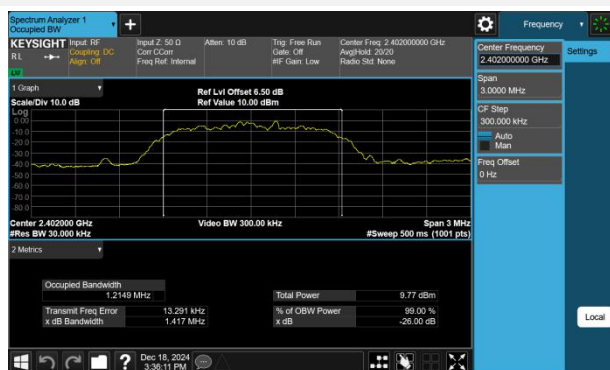 Spectrum Analyzer 1
Occupied BW
Frequency
KEYSIGHT
R L
Input: RF
Coupling: DC
Align: Off
Input Z: 50 Ω
Corr CCorr
Freq Ref: Internal
Atten: 10 dB
Trig: Free Run
Gate: Off
#IF Gain: Low
Center Freq: 2.402000000 GHz
Avg|Hold: 20/20
Radio Std: None
Center Frequency
2.402000000 GHz
Settings
Span
3.0000 MHz
CF Step
300.000 kHz
Auto
Man
Freq Offset
0 Hz
Local
1 Graph
Scale/Div 10.0 dB
Ref Lvl Offset 6.50 dB
Ref Value 10.00 dBm
Log
0.00
-10.0
-20.0
-30.0
-40.0
-50.0
-60.0
-70.0
-80.0
Center 2.402000 GHz
#Res BW 30.000 kHz
Video BW 300.00 kHz
Span 3 MHz
#Sweep 500 ms (1001 pts)
2 Metrics
Occupied Bandwidth
1.2149 MHz
Total Power 9.77 dBm
Transmit Freq Error 13.291 kHz
% of OBW Power 99.00 %
x dB Bandwidth 1.417 MHz
x dB -26.00 dB
?
Dec 18, 2024
3:36:11 PM